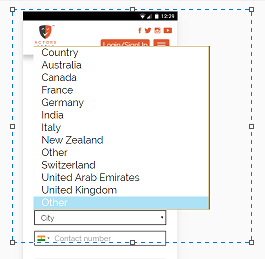 12:29
Login/SignUp
Country
Australia
Canada
France
Germany
India
Italy
New Zealand
Other
Switzerland
United Arab Emirates
United Kingdom
Other
City
Contact number